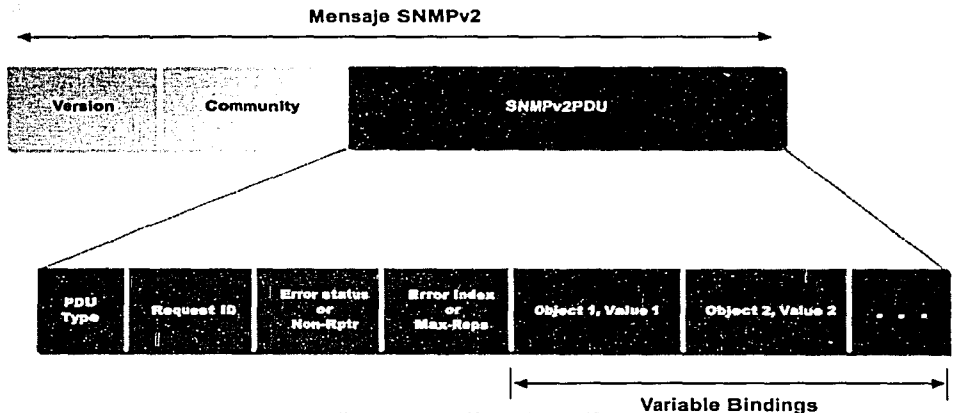 Mensaje SNMPv2
Version
Community
SNMPv2PDU
PDU
Type
Request ID
Error status
or
Non-Rptr
Error Index
or
Max-Reps
Object 1, Value 1
Object 2, Value 2
. . .
Variable Bindings